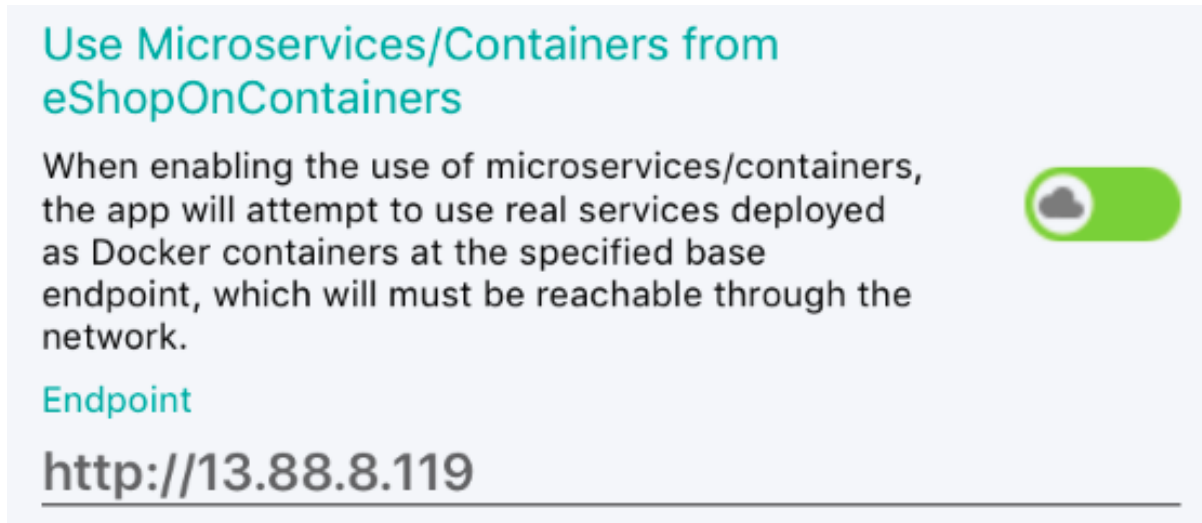 Use Microservices/Containers from
eShopOnContainers
When enabling the use of microservices/containers,
the app will attempt to use real services deployed
as Docker containers at the specified base
endpoint, which will must be reachable through the
network.
Endpoint
http://13.88.8.119